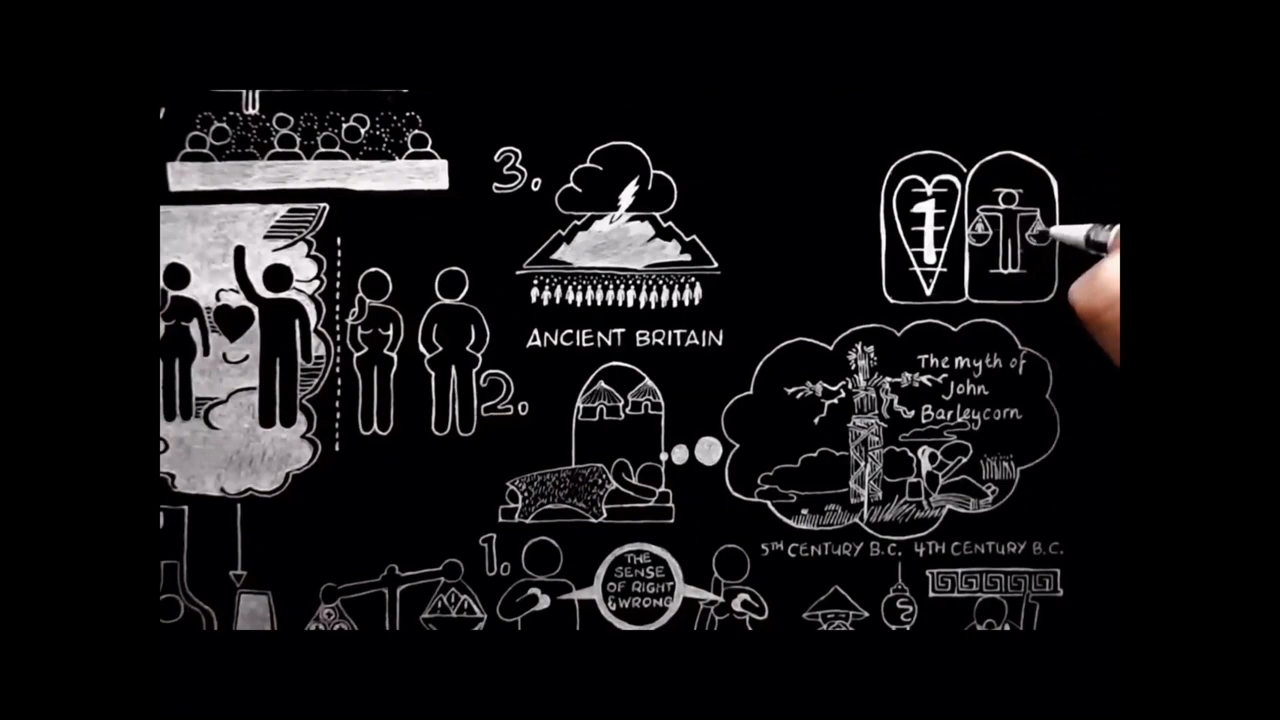 3.
1
ANCIENT BRITAIN
The myth of
John
Barleycorn
2.
5TH CENTURY B.C. 4TH CENTURY B.C.
1.
THE
SENSE
OF RIGHT
& WRONG